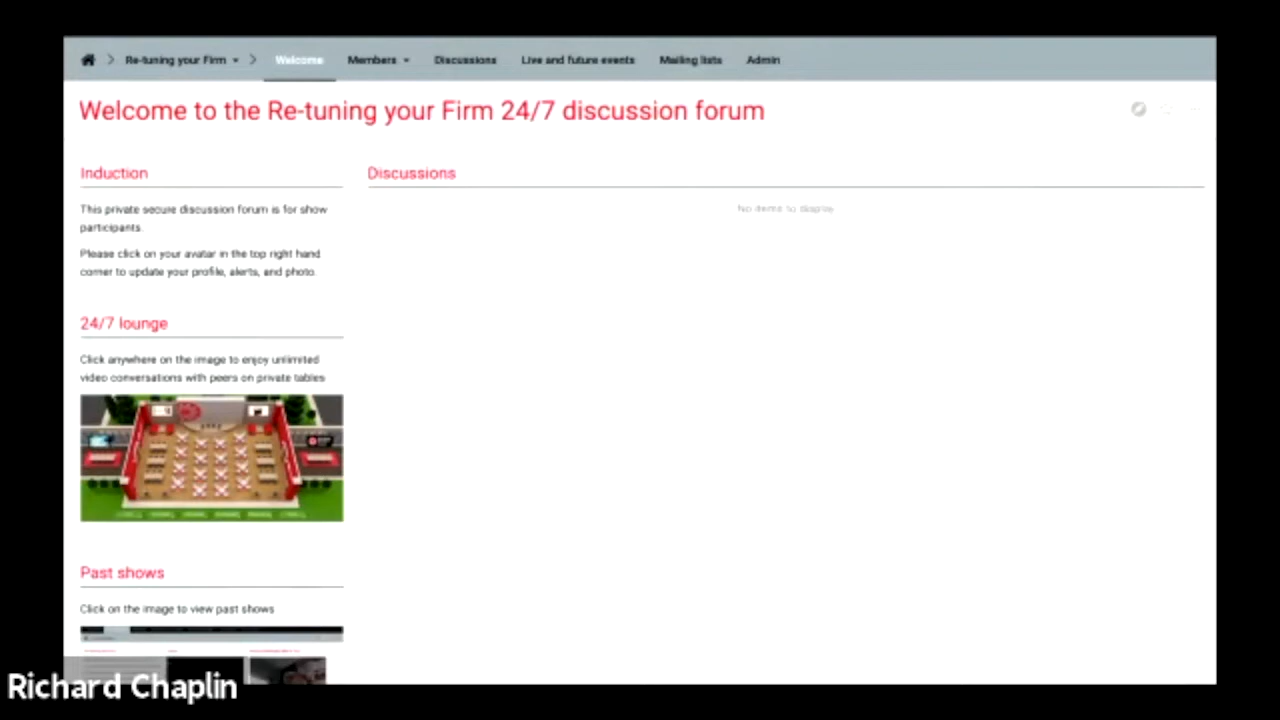 Re-tuning your Firm
Welcome
Members
Discussions
Live and future events
Mailing lists
Admin
Welcome to the Re-tuning your Firm 24/7 discussion forum
Induction
This private secure discussion forum is for show
participants.
Please click on your avatar in the top right hand
corner to update your profile, alerts, and photo.
24/7 lounge
Click anywhere on the image to enjoy unlimited
video conversations with peers on private tables
Past shows
Click on the image to view past shows
Discussions
No items to display
Richard Chaplin